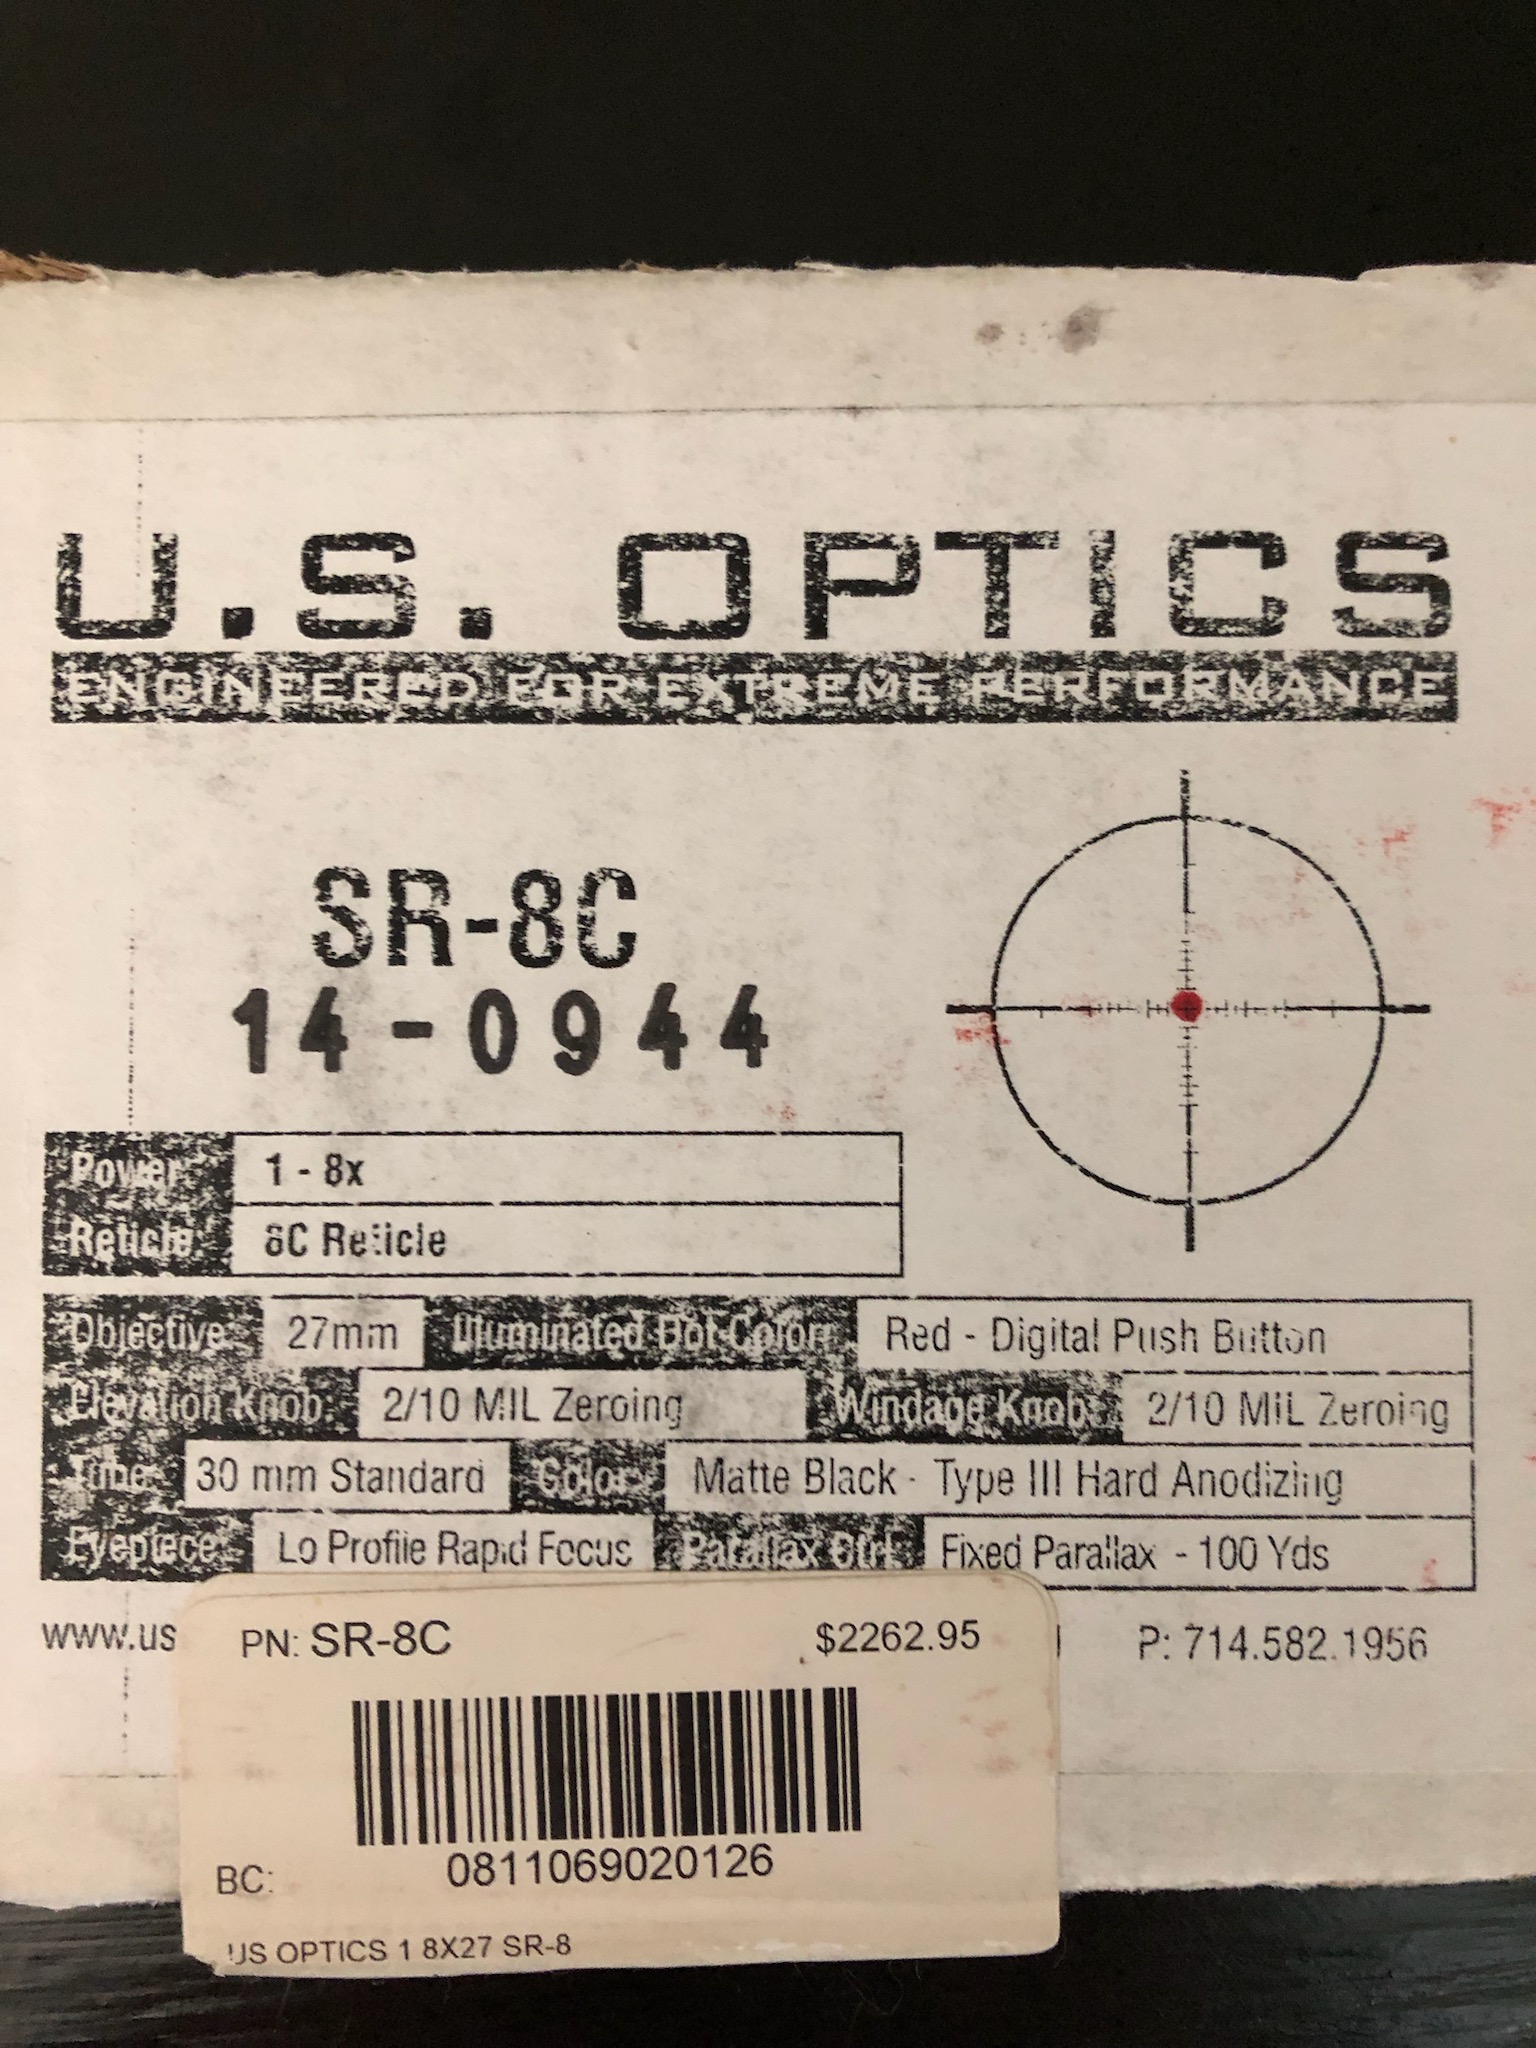 U.S. OPTICS
ENGINEERED FOR EXTREME PERFORMANCE
SR-8C
14-0944
Power: 1 - 8x
Reticle: 8C Reticle
Objective: 27mm Illuminated Dot Color: Red - Digital Push Button
Elevation Knob: 2/10 MIL Zeroing Windage Knob: 2/10 MIL Zeroing
Tube: 30 mm Standard Color: Matte Black - Type III Hard Anodizing
Eyepiece: Lo Profile Rapid Focus Parallax Ctrl: Fixed Parallax - 100 Yds
www.us P: 714.582.1956
PN: SR-8C $2262.95
BC: 0811069020126
US OPTICS 1 8X27 SR-8